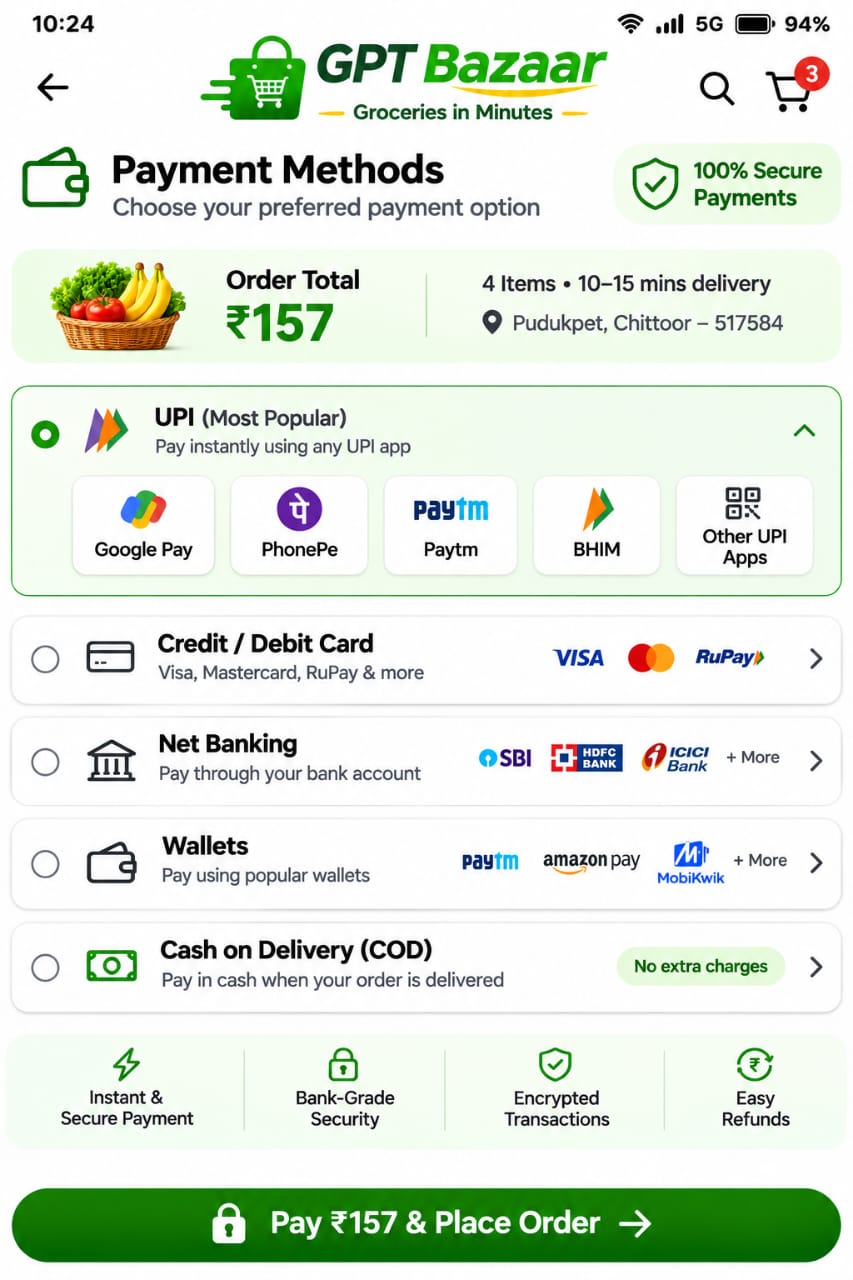 10:24
5G
94%
GPT Bazaar
Groceries in Minutes
3
Payment Methods
Choose your preferred payment option
100% Secure
Payments
Order Total
₹157
4 Items • 10–15 mins delivery
Pudukpet, Chittoor – 517584
UPI (Most Popular)
Pay instantly using any UPI app
Google Pay
पे
PhonePe
paytm
Paytm
BHIM
Other UPI
Apps
Credit / Debit Card
Visa, Mastercard, RuPay & more
VISA
RuPay
Net Banking
Pay through your bank account
SBI
HDFC
BANK
ICICI
Bank
+ More
Wallets
Pay using popular wallets
paytm
amazon pay
MobiKwik
+ More
Cash on Delivery (COD)
Pay in cash when your order is delivered
No extra charges
Instant &
Secure Payment
Bank-Grade
Security
Encrypted
Transactions
₹
Easy
Refunds
Pay ₹157 & Place Order